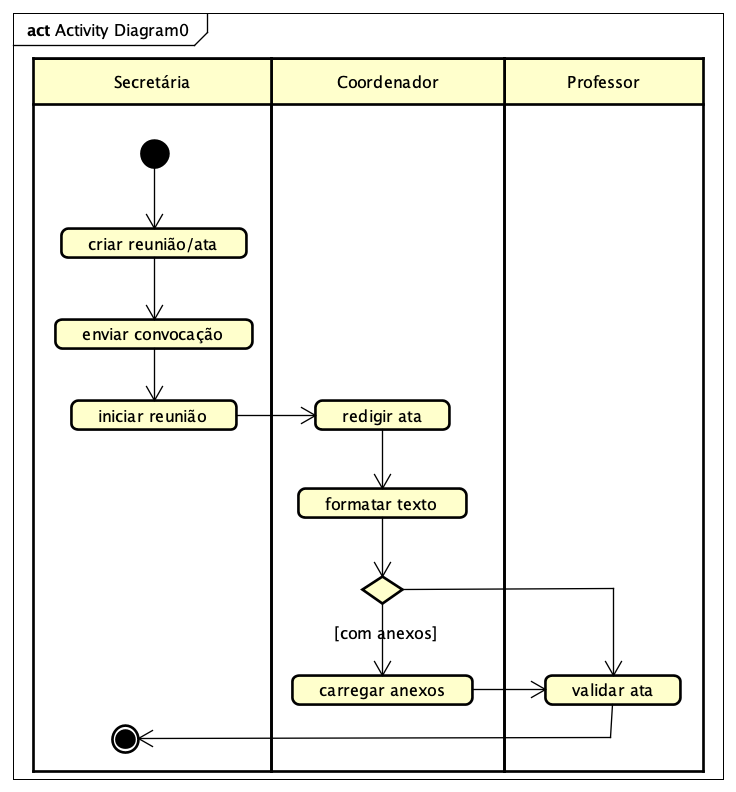 act Activity Diagram0
Secretária
Coordenador
Professor
criar reunião/ata
enviar convocação
iniciar reunião
redigir ata
formatar texto
[com anexos]
carregar anexos
validar ata